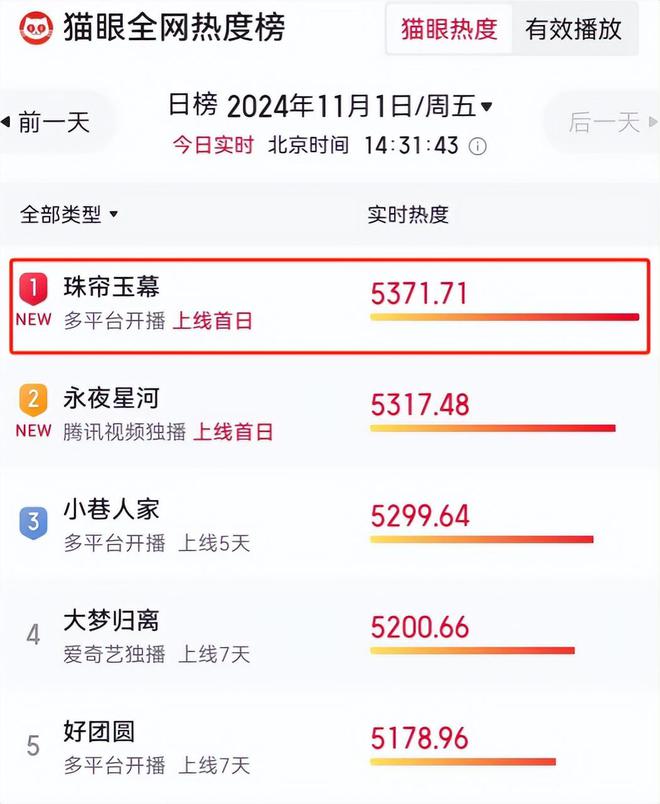 猫眼全网热度榜 猫眼热度 有效播放
前一天 日榜 2024年11月1日/周五 后一天
今日实时 北京时间 14:31:43
全部类型 实时热度
1 珠帘玉幕 5371.71
NEW 多平台开播 上线首日
2 永夜星河 5317.48
NEW 腾讯视频独播 上线首日
3 小巷人家 5299.64
多平台开播 上线5天
4 大梦归离 5200.66
爱奇艺独播 上线7天
5 好团圆 5178.96
多平台开播 上线7天